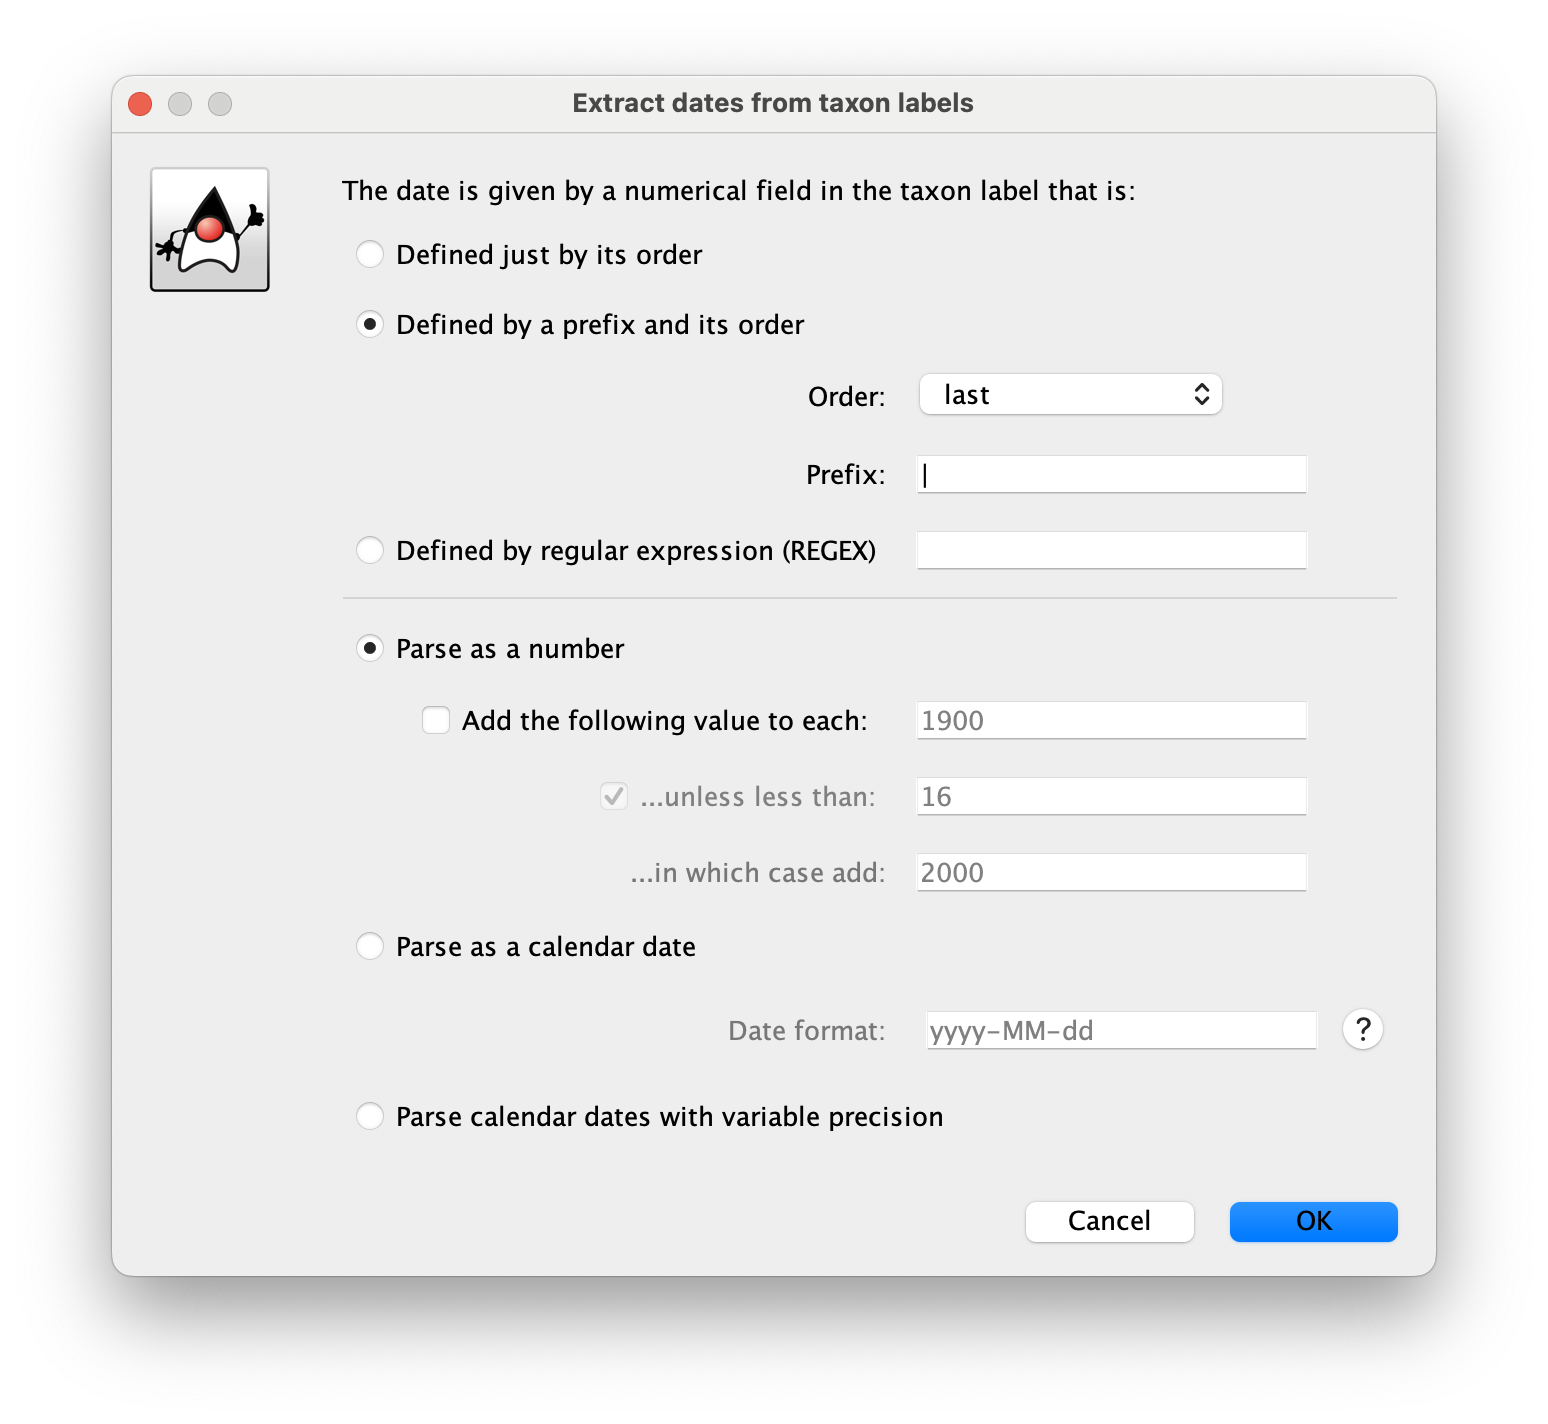 Extract dates from taxon labels
The date is given by a numerical field in the taxon label that is:
Defined just by its order
Defined by a prefix and its order
Order: last
Prefix: |
Defined by regular expression (REGEX)
Parse as a number
Add the following value to each: 1900
...unless less than: 16
...in which case add: 2000
Parse as a calendar date
Date format: yyyy-MM-dd ?
Parse calendar dates with variable precision
Cancel OK